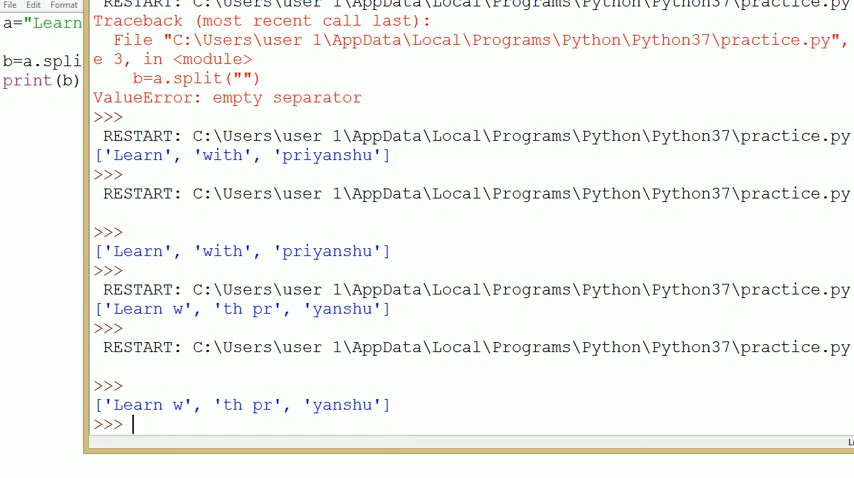 File Edit Format
a="Learn
b=a.spli
print(b)
RESTART: C:\Users\user 1\AppData\Local\Programs\Python\Python37\practice.py
Traceback (most recent call last):
File "C:\Users\user 1\AppData\Local\Programs\Python\Python37\practice.py",
e 3, in <module>
b=a.split("")
ValueError: empty separator
>>>
RESTART: C:\Users\user 1\AppData\Local\Programs\Python\Python37\practice.py
['Learn', 'with', 'priyanshu']
>>>
RESTART: C:\Users\user 1\AppData\Local\Programs\Python\Python37\practice.py
>>>
['Learn', 'with', 'priyanshu']
>>>
RESTART: C:\Users\user 1\AppData\Local\Programs\Python\Python37\practice.py
['Learn w', 'th pr', 'yanshu']
>>>
RESTART: C:\Users\user 1\AppData\Local\Programs\Python\Python37\practice.py
>>>
['Learn w', 'th pr', 'yanshu']
>>>